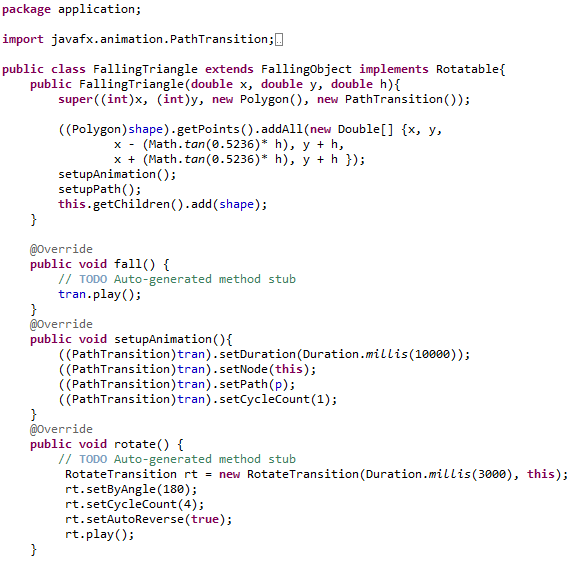 package application;
import javafx.animation.PathTransition;
public class FallingTriangle extends FallingObject implements Rotatable{
    public FallingTriangle(double x, double y, double h){
        super((int)x, (int)y, new Polygon(), new PathTransition());
        ((Polygon)shape).getPoints().addAll(new Double[] {x, y,
                x - (Math.tan(0.5236)* h), y + h,
                x + (Math.tan(0.5236)* h), y + h });
        setupAnimation();
        setupPath();
        this.getChildren().add(shape);
    }
    @Override
    public void fall() {
        // TODO Auto-generated method stub
        tran.play();
    }
    @Override
    public void setupAnimation(){
        ((PathTransition)tran).setDuration(Duration.millis(10000));
        ((PathTransition)tran).setNode(this);
        ((PathTransition)tran).setPath(p);
        ((PathTransition)tran).setCycleCount(1);
    }
    @Override
    public void rotate() {
        // TODO Auto-generated method stub
         RotateTransition rt = new RotateTransition(Duration.millis(3000), this);
         rt.setByAngle(180);
         rt.setCycleCount(4);
         rt.setAutoReverse(true);
         rt.play();
    }